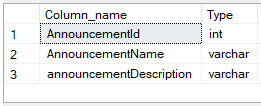 Column_name Type
1 AnnouncementId int
2 AnnouncementName varchar
3 announcementDescription varchar